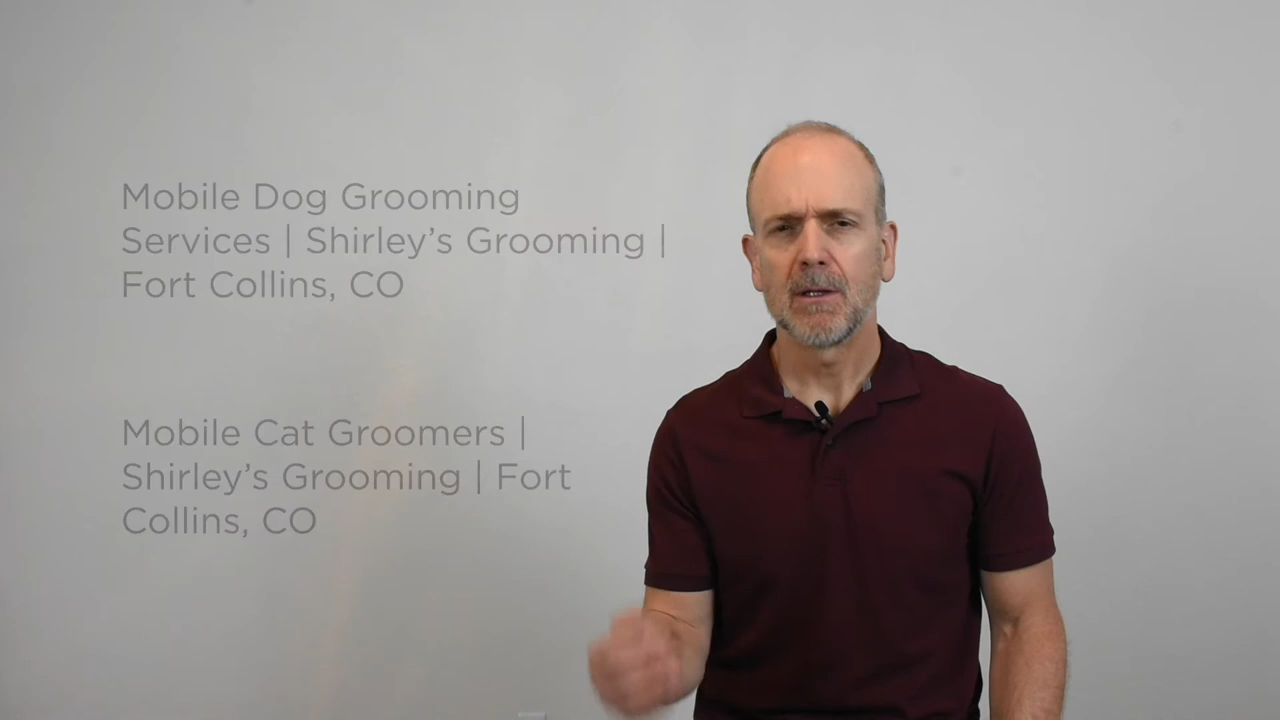 Mobile Dog Grooming
Services | Shirley’s Grooming |
Fort Collins, CO
Mobile Cat Groomers |
Shirley’s Grooming | Fort
Collins, CO